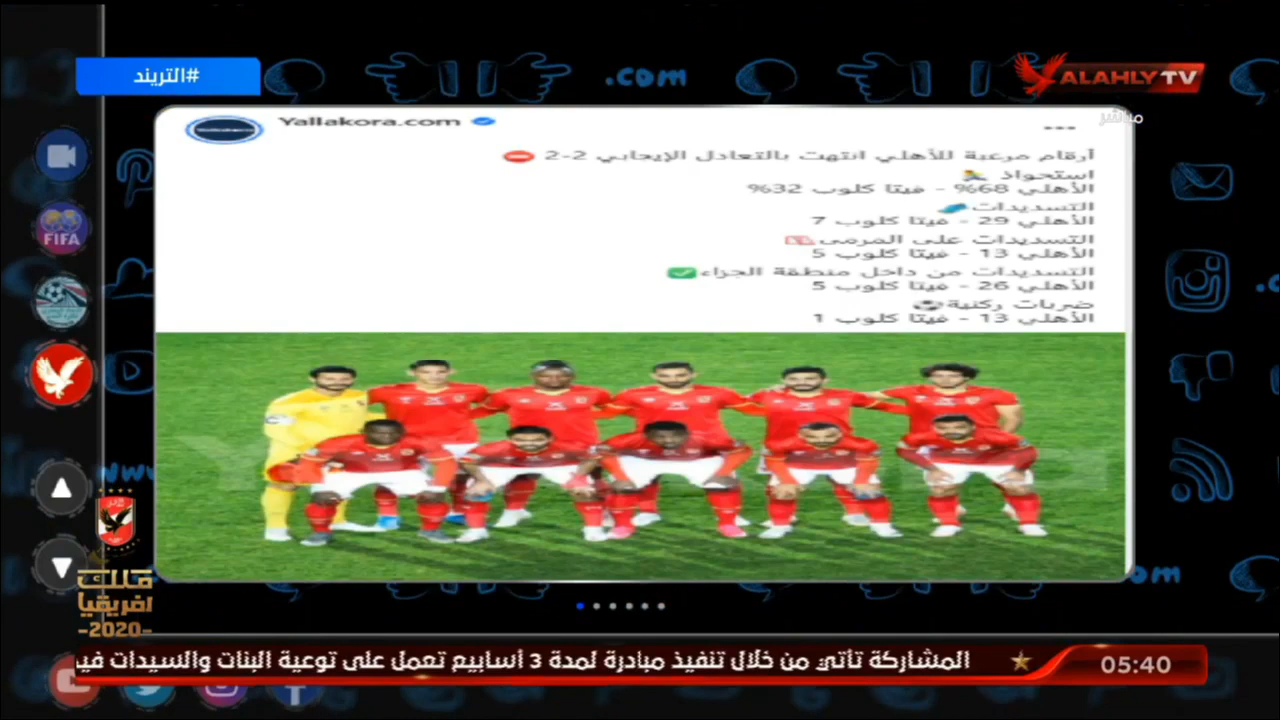 #التريند
.com
ALAHLY TV
مباشر
Yallakora.com
أرقام مرعبة للأهلي انتهت بالتعادل الإيجابي 2-2
استحواذ
الأهلي 68% - فيتا كلوب 32%
التسديدات
الأهلي 29 - فيتا كلوب 7
التسديدات على المرمى
الأهلي 13 - فيتا كلوب 5
التسديدات من داخل منطقة الجزاء
الأهلي 26 - فيتا كلوب 5
ضربات ركنية
الأهلي 13 - فيتا كلوب 1
FIFA
ملك
افريقيا
-2020-
المشاركة تأتي من خلال تنفيذ مبادرة لمدة 3 أسابيع تعمل على توعية البنات والسيدات
05:40